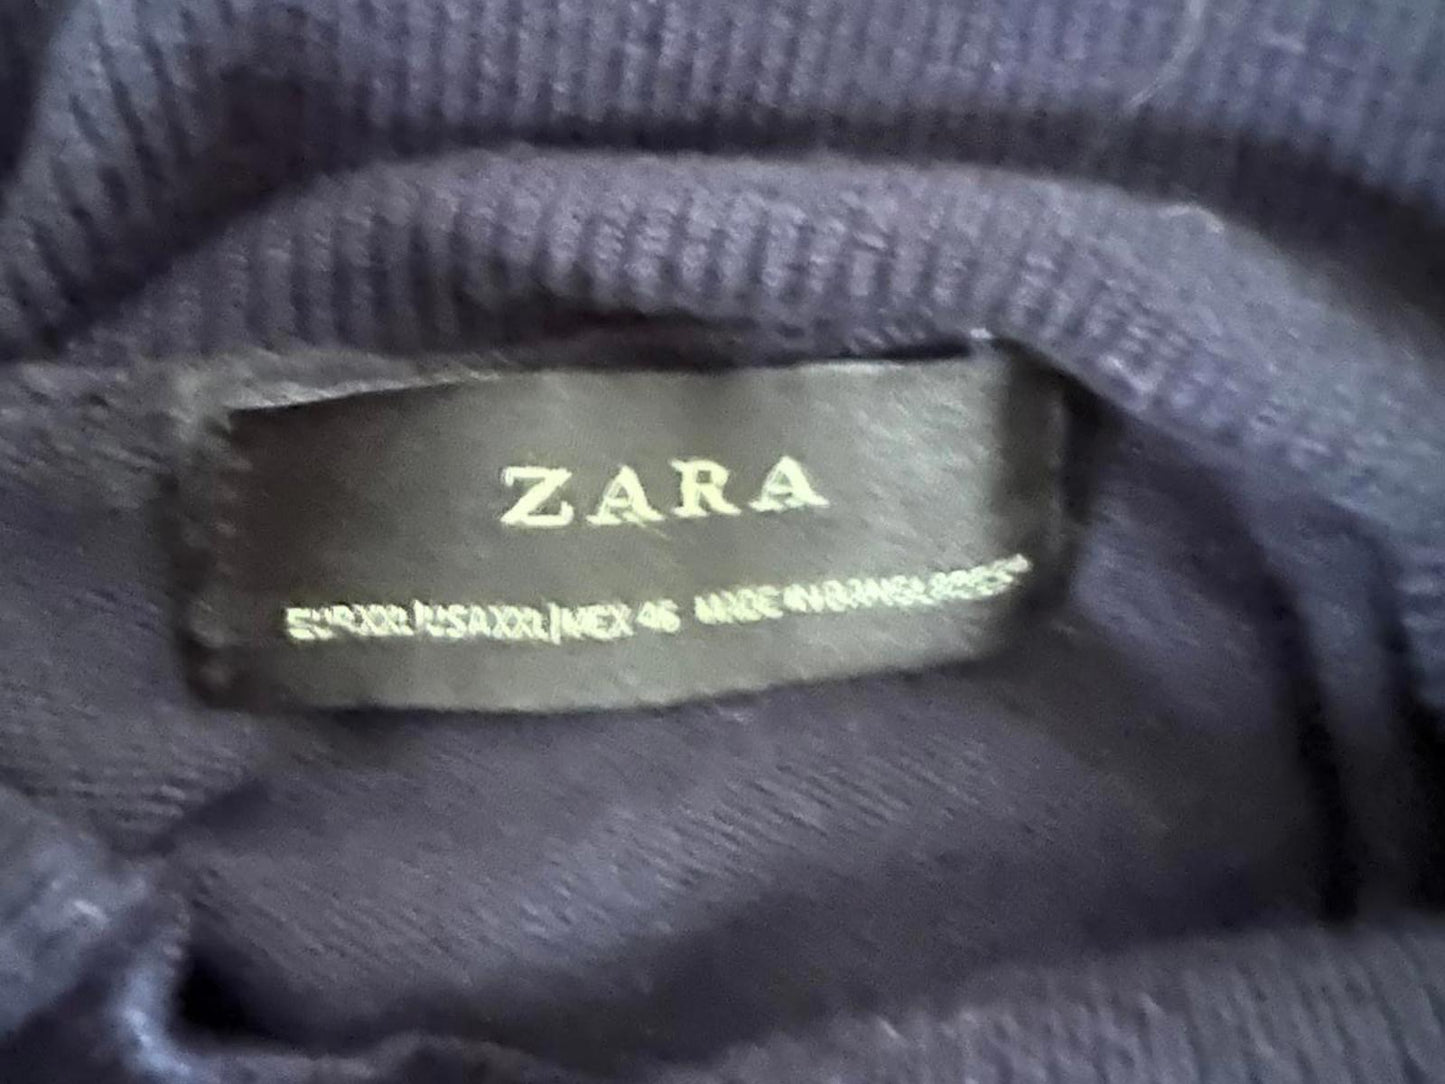 ZARA
EUR XXL/USA XXL/MEX 46 MADE IN BANGLADESH